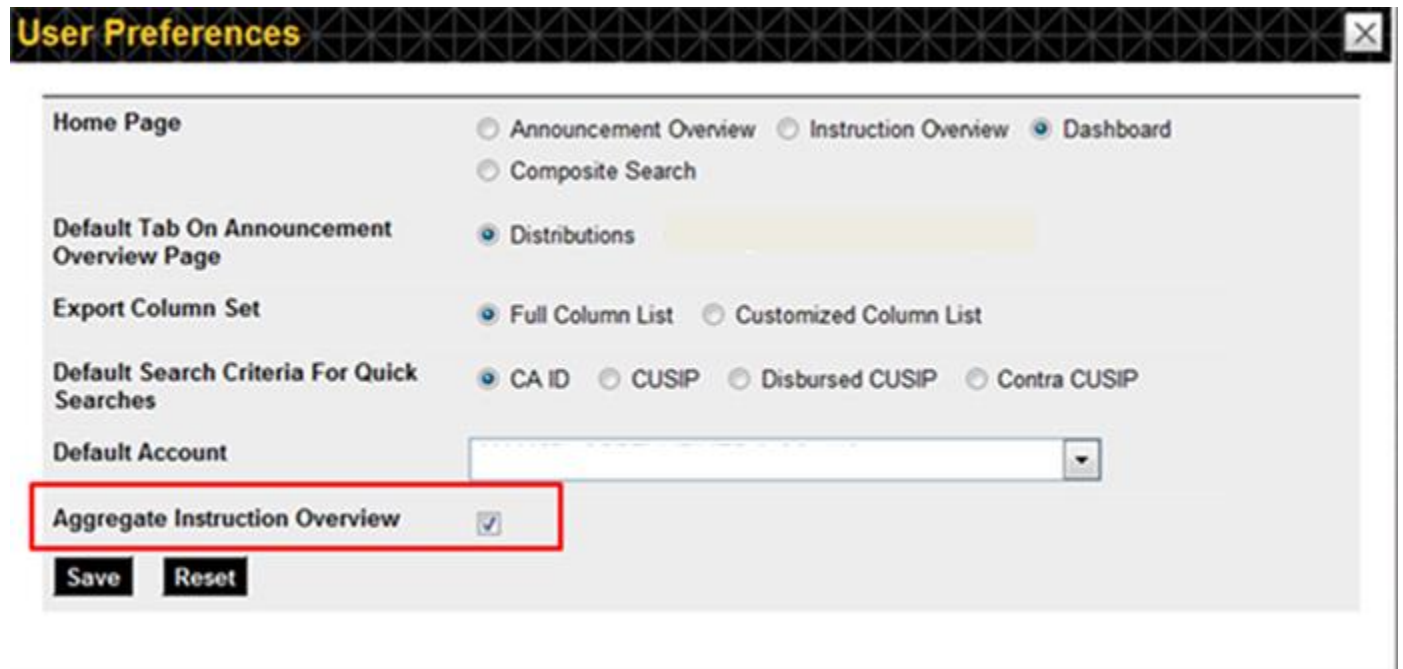 User Preferences
Home Page
Announcement Overview Instruction Overview Dashboard
Composite Search
Default Tab On Announcement
Overview Page
Distributions
Export Column Set
Full Column List Customized Column List
Default Search Criteria For Quick
Searches
CA ID CUSIP Disbursed CUSIP Contra CUSIP
Default Account
Aggregate Instruction Overview
Save Reset